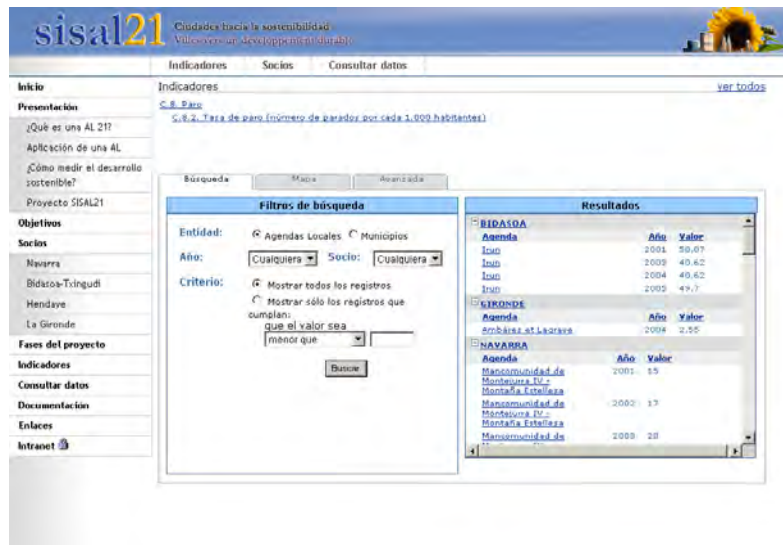 sisal21
Ciudades hacia la sostenibilidad
Villes vers un développement durable
Indicadores Socios Consultar datos
Inicio
Presentación
¿Qué es una AL 21?
Aplicación de una AL
¿Cómo medir el desarrollo
sostenible?
Proyecto SISAL21
Objetivos
Socios
Navarra
Bidasoa-Txingudi
Hendaye
La Gironde
Fases del proyecto
Indicadores
Consultar datos
Documentación
Enlaces
Intranet
Indicadores ver todos
C.8. Paro
C.8.2. Tasa de paro (número de parados por cada 1.000 habitantes)
Búsqueda Mapa Avanzada
Filtros de búsqueda
Entidad: Agendas Locales Municipios
Año: Cualquiera Socio: Cualquiera
Criterio: Mostrar todos los registros
Mostrar sólo los registros que
cumplan:
que el valor sea
menor que
Buscar
Resultados
BIDASOA
Agenda Año Valor
Irun 2001 50.07
Irun 2003 40.62
Irun 2004 40.62
Irun 2005 49.7
GIRONDE
Agenda Año Valor
Ambarès et Lagrave 2004 2.55
NAVARRA
Agenda Año Valor
Mancomunidad de 2001 15
Montejurra IV -
Montaña Estellesa
Mancomunidad de 2002 17
Montejurra IV -
Montaña Estellesa
Mancomunidad de 2003 20